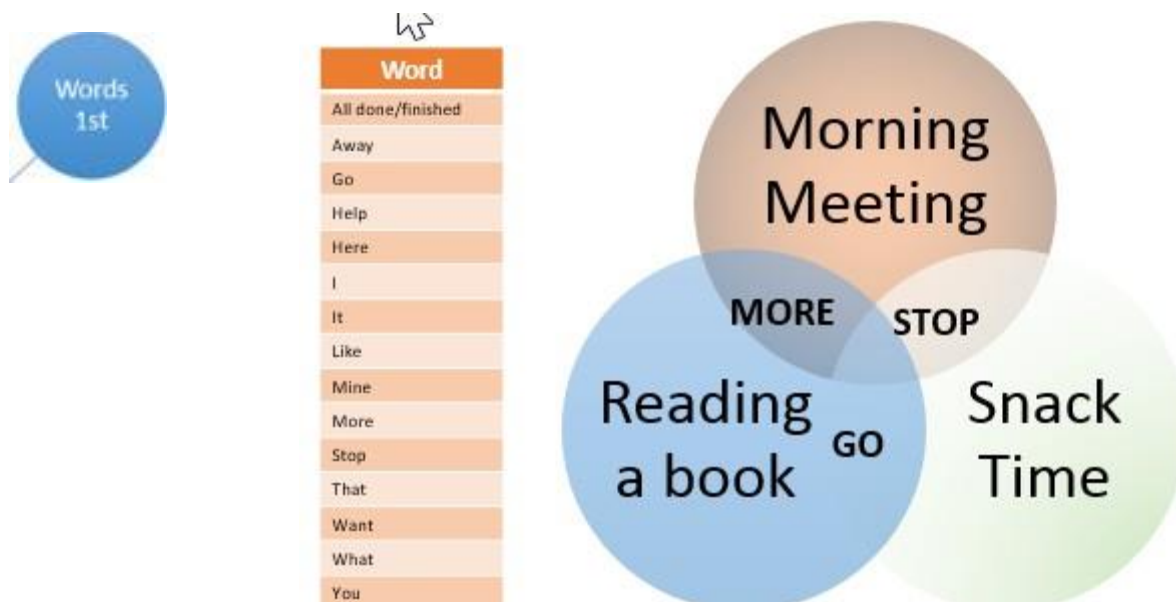 Words
1st
Word
All done/finished
Away
Go
Help
Here
I
It
Like
Mine
More
Stop
That
Want
What
You
Morning
Meeting
MORE
STOP
Reading
a book
GO
Snack
Time